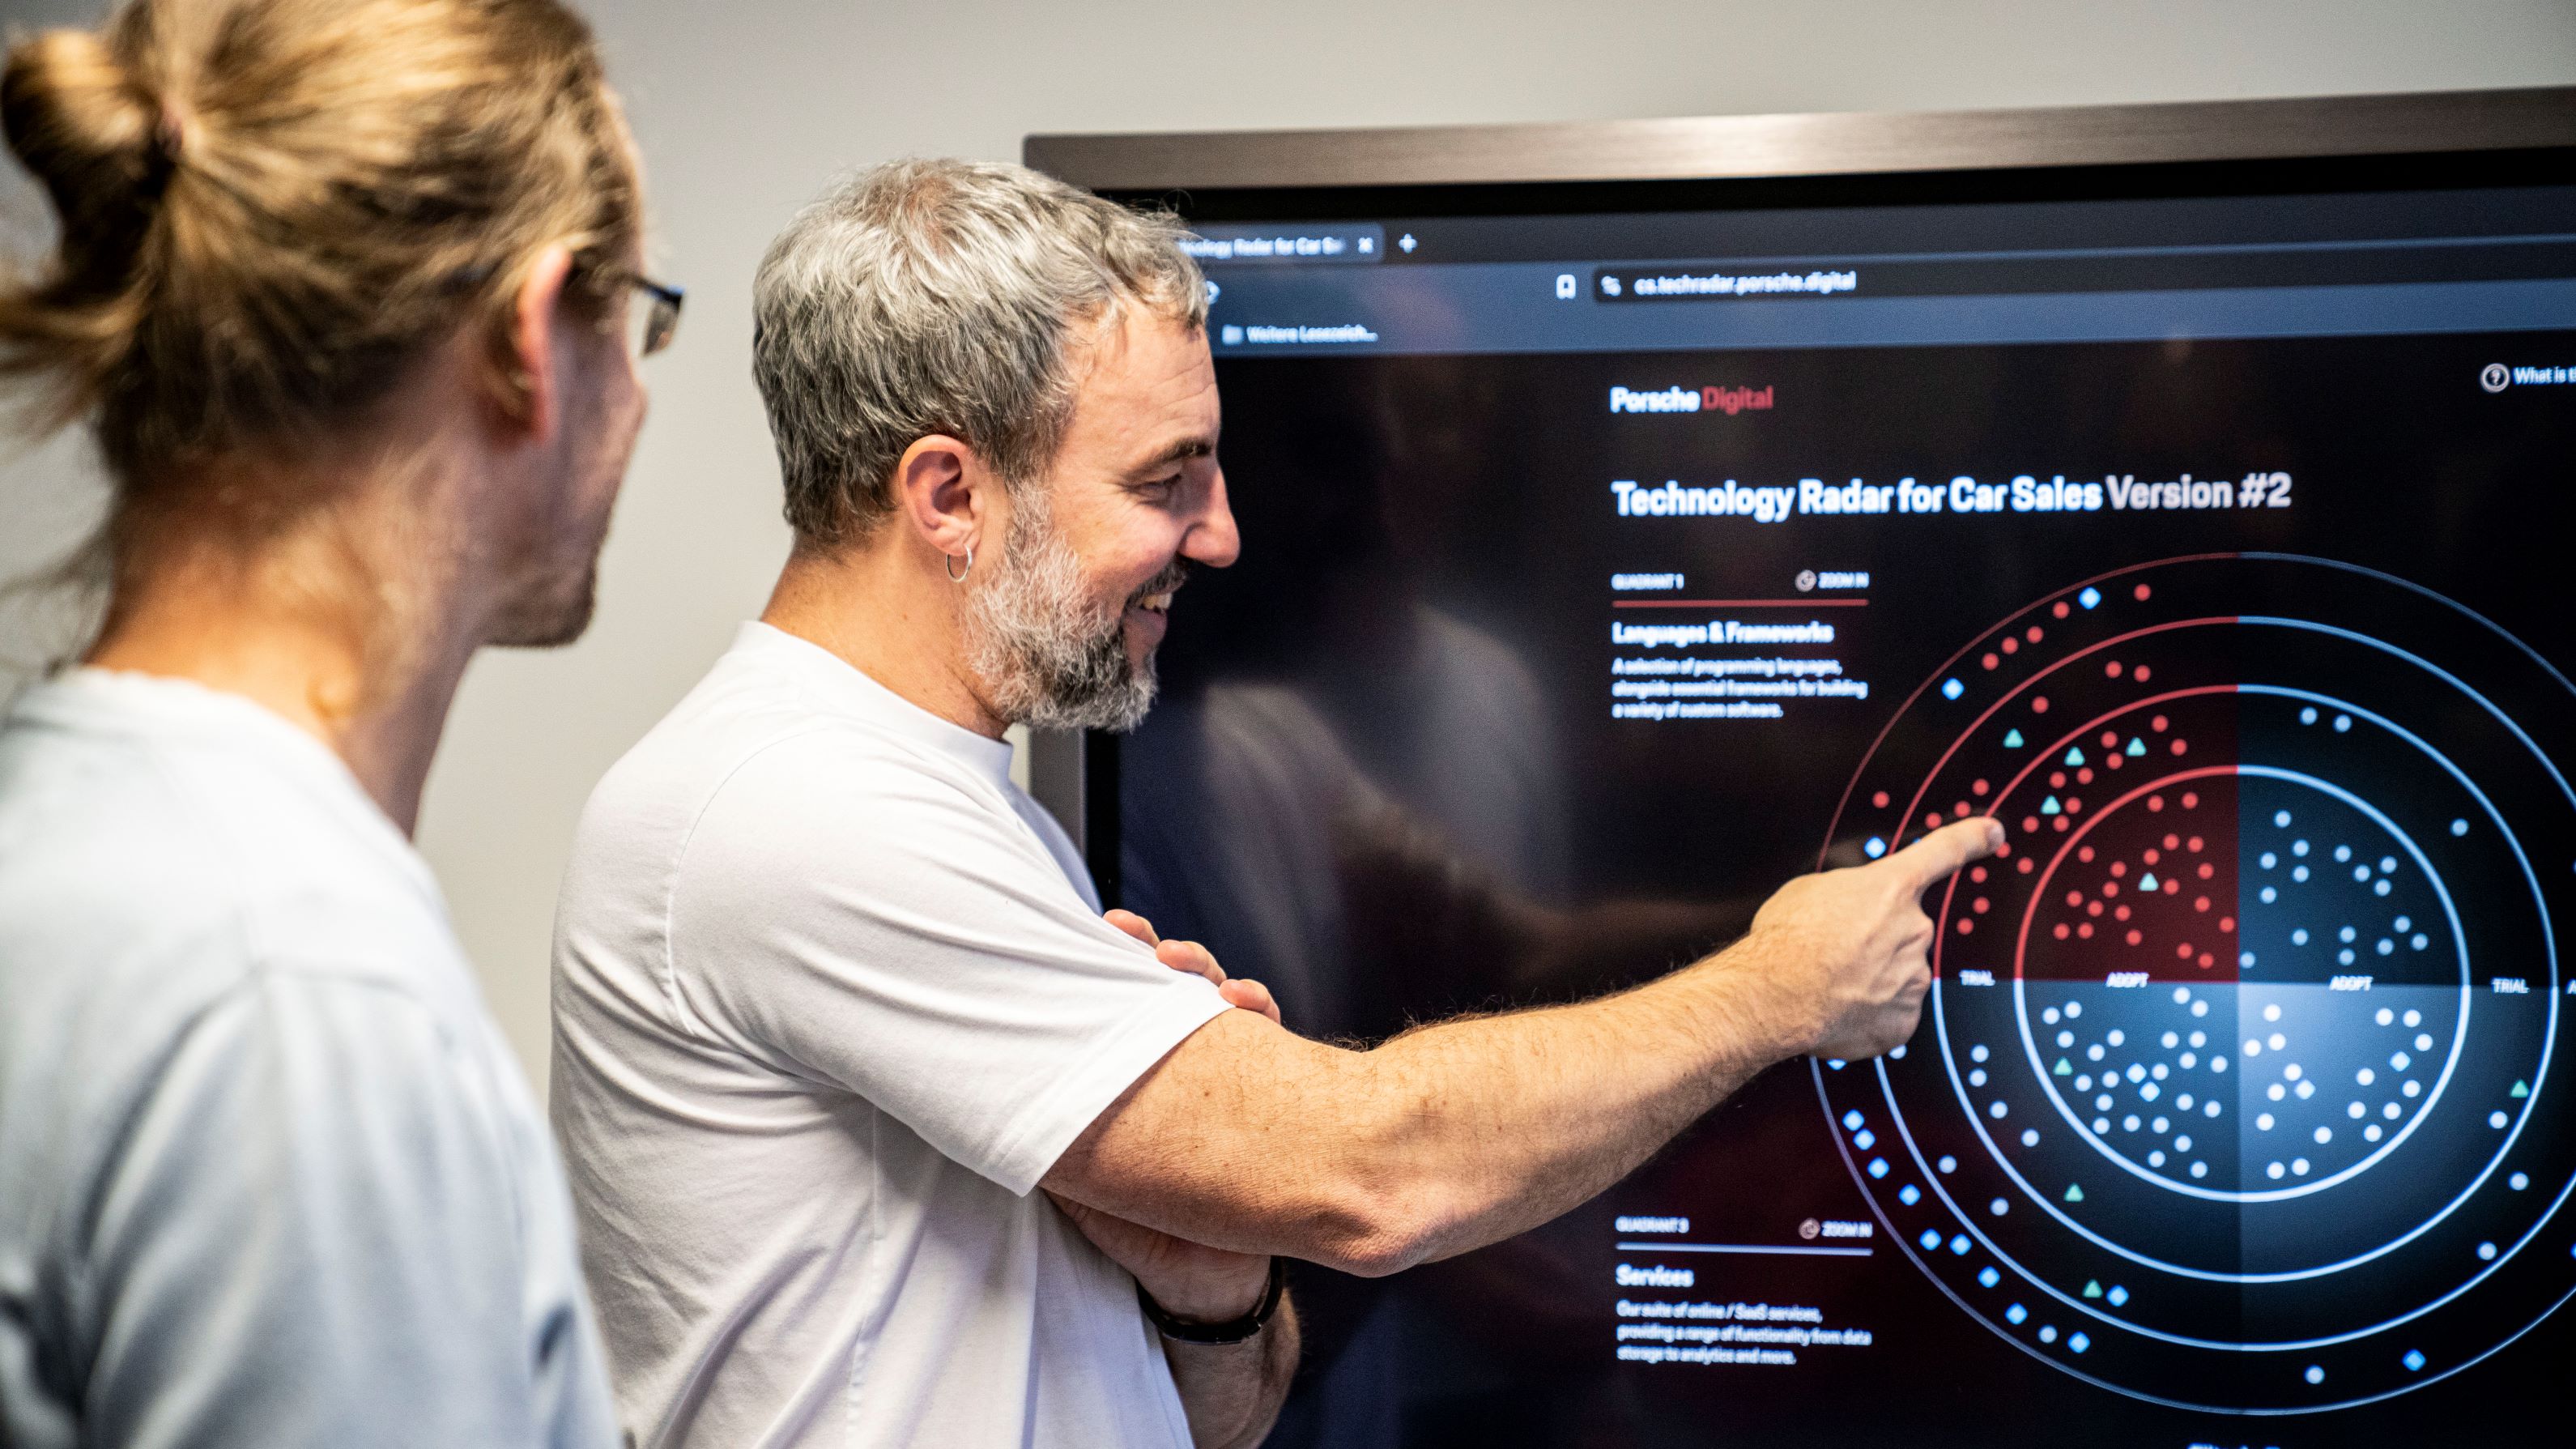 Technology Radar for Car
cs.techradar.porsche.digital
Weitere Lesezeich...
What is
Porsche Digital
Technology Radar for Car Sales Version #2
QUADRANT 1 ZOOM IN
Languages & Frameworks
A selection of programming languages,
alongside essential frameworks for building
a variety of custom software.
TRIAL ADOPT ADOPT TRIAL A
QUADRANT 3 ZOOM IN
Services
Our suite of online / SaaS services,
providing a range of functionality from data
storage to analytics and more.